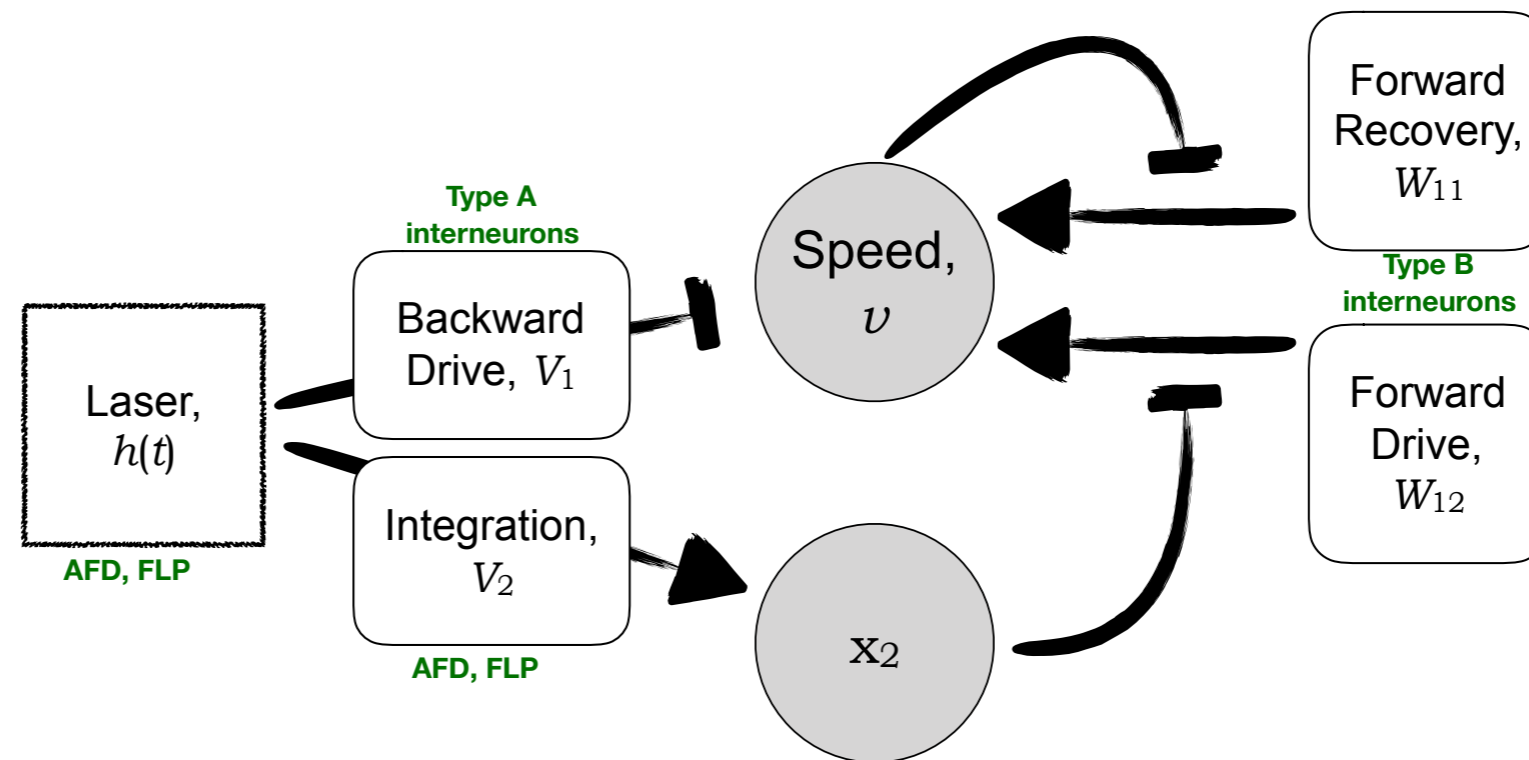 Laser,
h(t)
AFD, FLP
Type A
interneurons
Backward
Drive, V₁
Integration,
V₂
AFD, FLP
Speed,
v
x₂
Forward
Recovery,
W₁₁
Type B
interneurons
Forward
Drive,
W₁₂